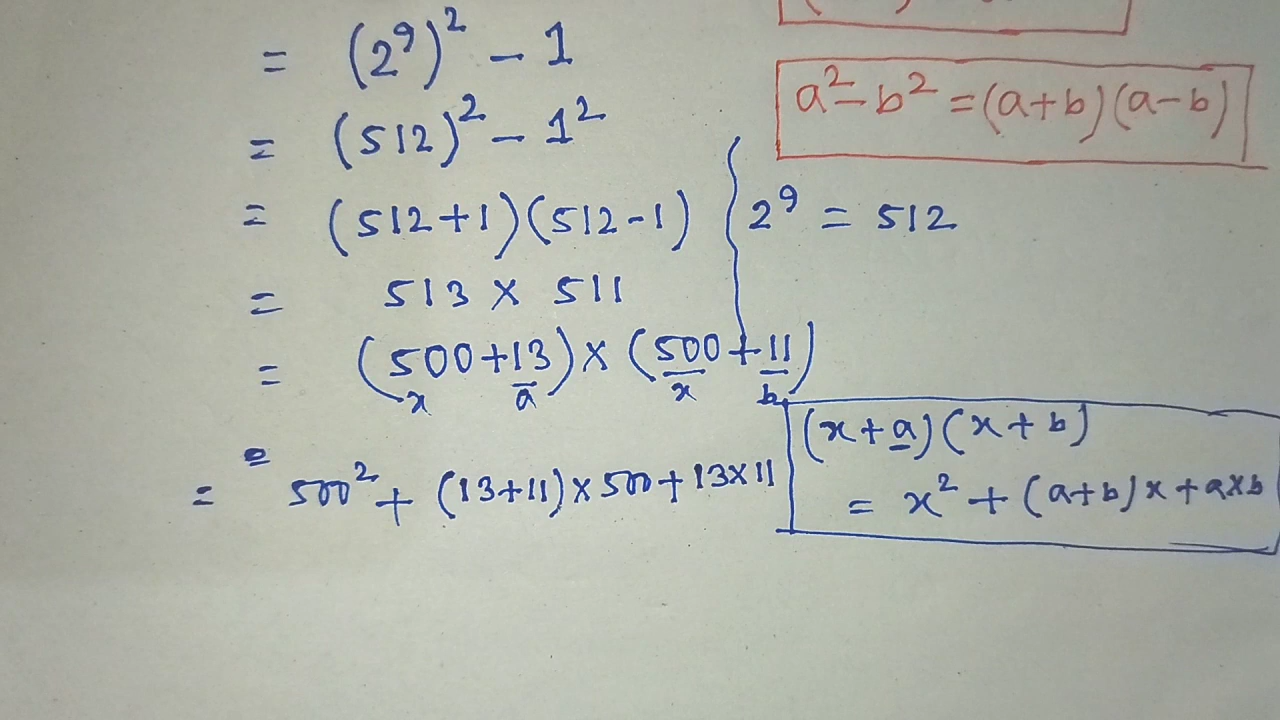 = (2⁹)² - 1
a² - b² = (a+b)(a-b)
= (512)² - 1²
= (512+1)(512-1)
2⁹ = 512
= 513 × 511
= (500+13) × (500+11)
x a x b
=
(x+a)(x+b)
= 500² + (13+11) × 500 + 13×11
= x² + (a+b)x + a×b